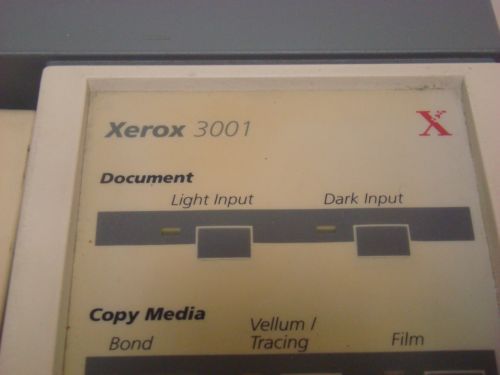 Xerox 3001
X
Document
Light Input Dark Input
Copy Media
Bond Vellum / Film
Tracing